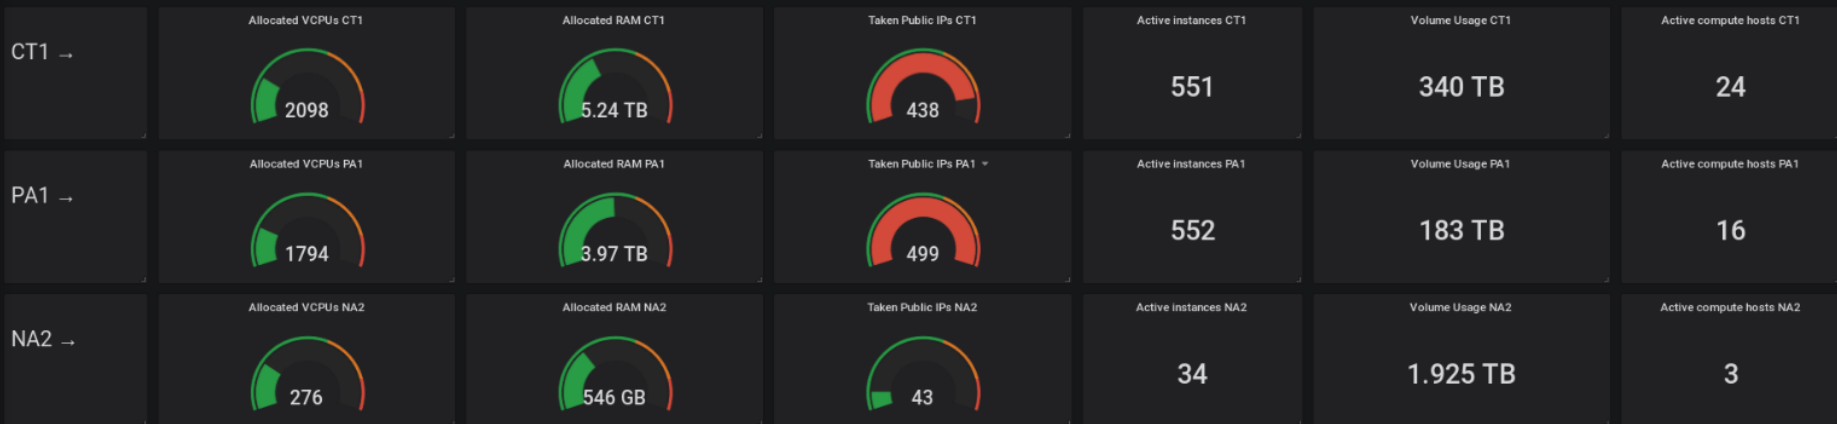 CT1 →
Allocated VCPUs CT1
2098
Allocated RAM CT1
5.24 TB
Taken Public IPs CT1
438
Active instances CT1
551
Volume Usage CT1
340 TB
Active compute hosts CT1
24
PA1 →
Allocated VCPUs PA1
1794
Allocated RAM PA1
3.97 TB
Taken Public IPs PA1
499
Active instances PA1
552
Volume Usage PA1
183 TB
Active compute hosts PA1
16
NA2 →
Allocated VCPUs NA2
276
Allocated RAM NA2
546 GB
Taken Public IPs NA2
43
Active instances NA2
34
Volume Usage NA2
1.925 TB
Active compute hosts NA2
3